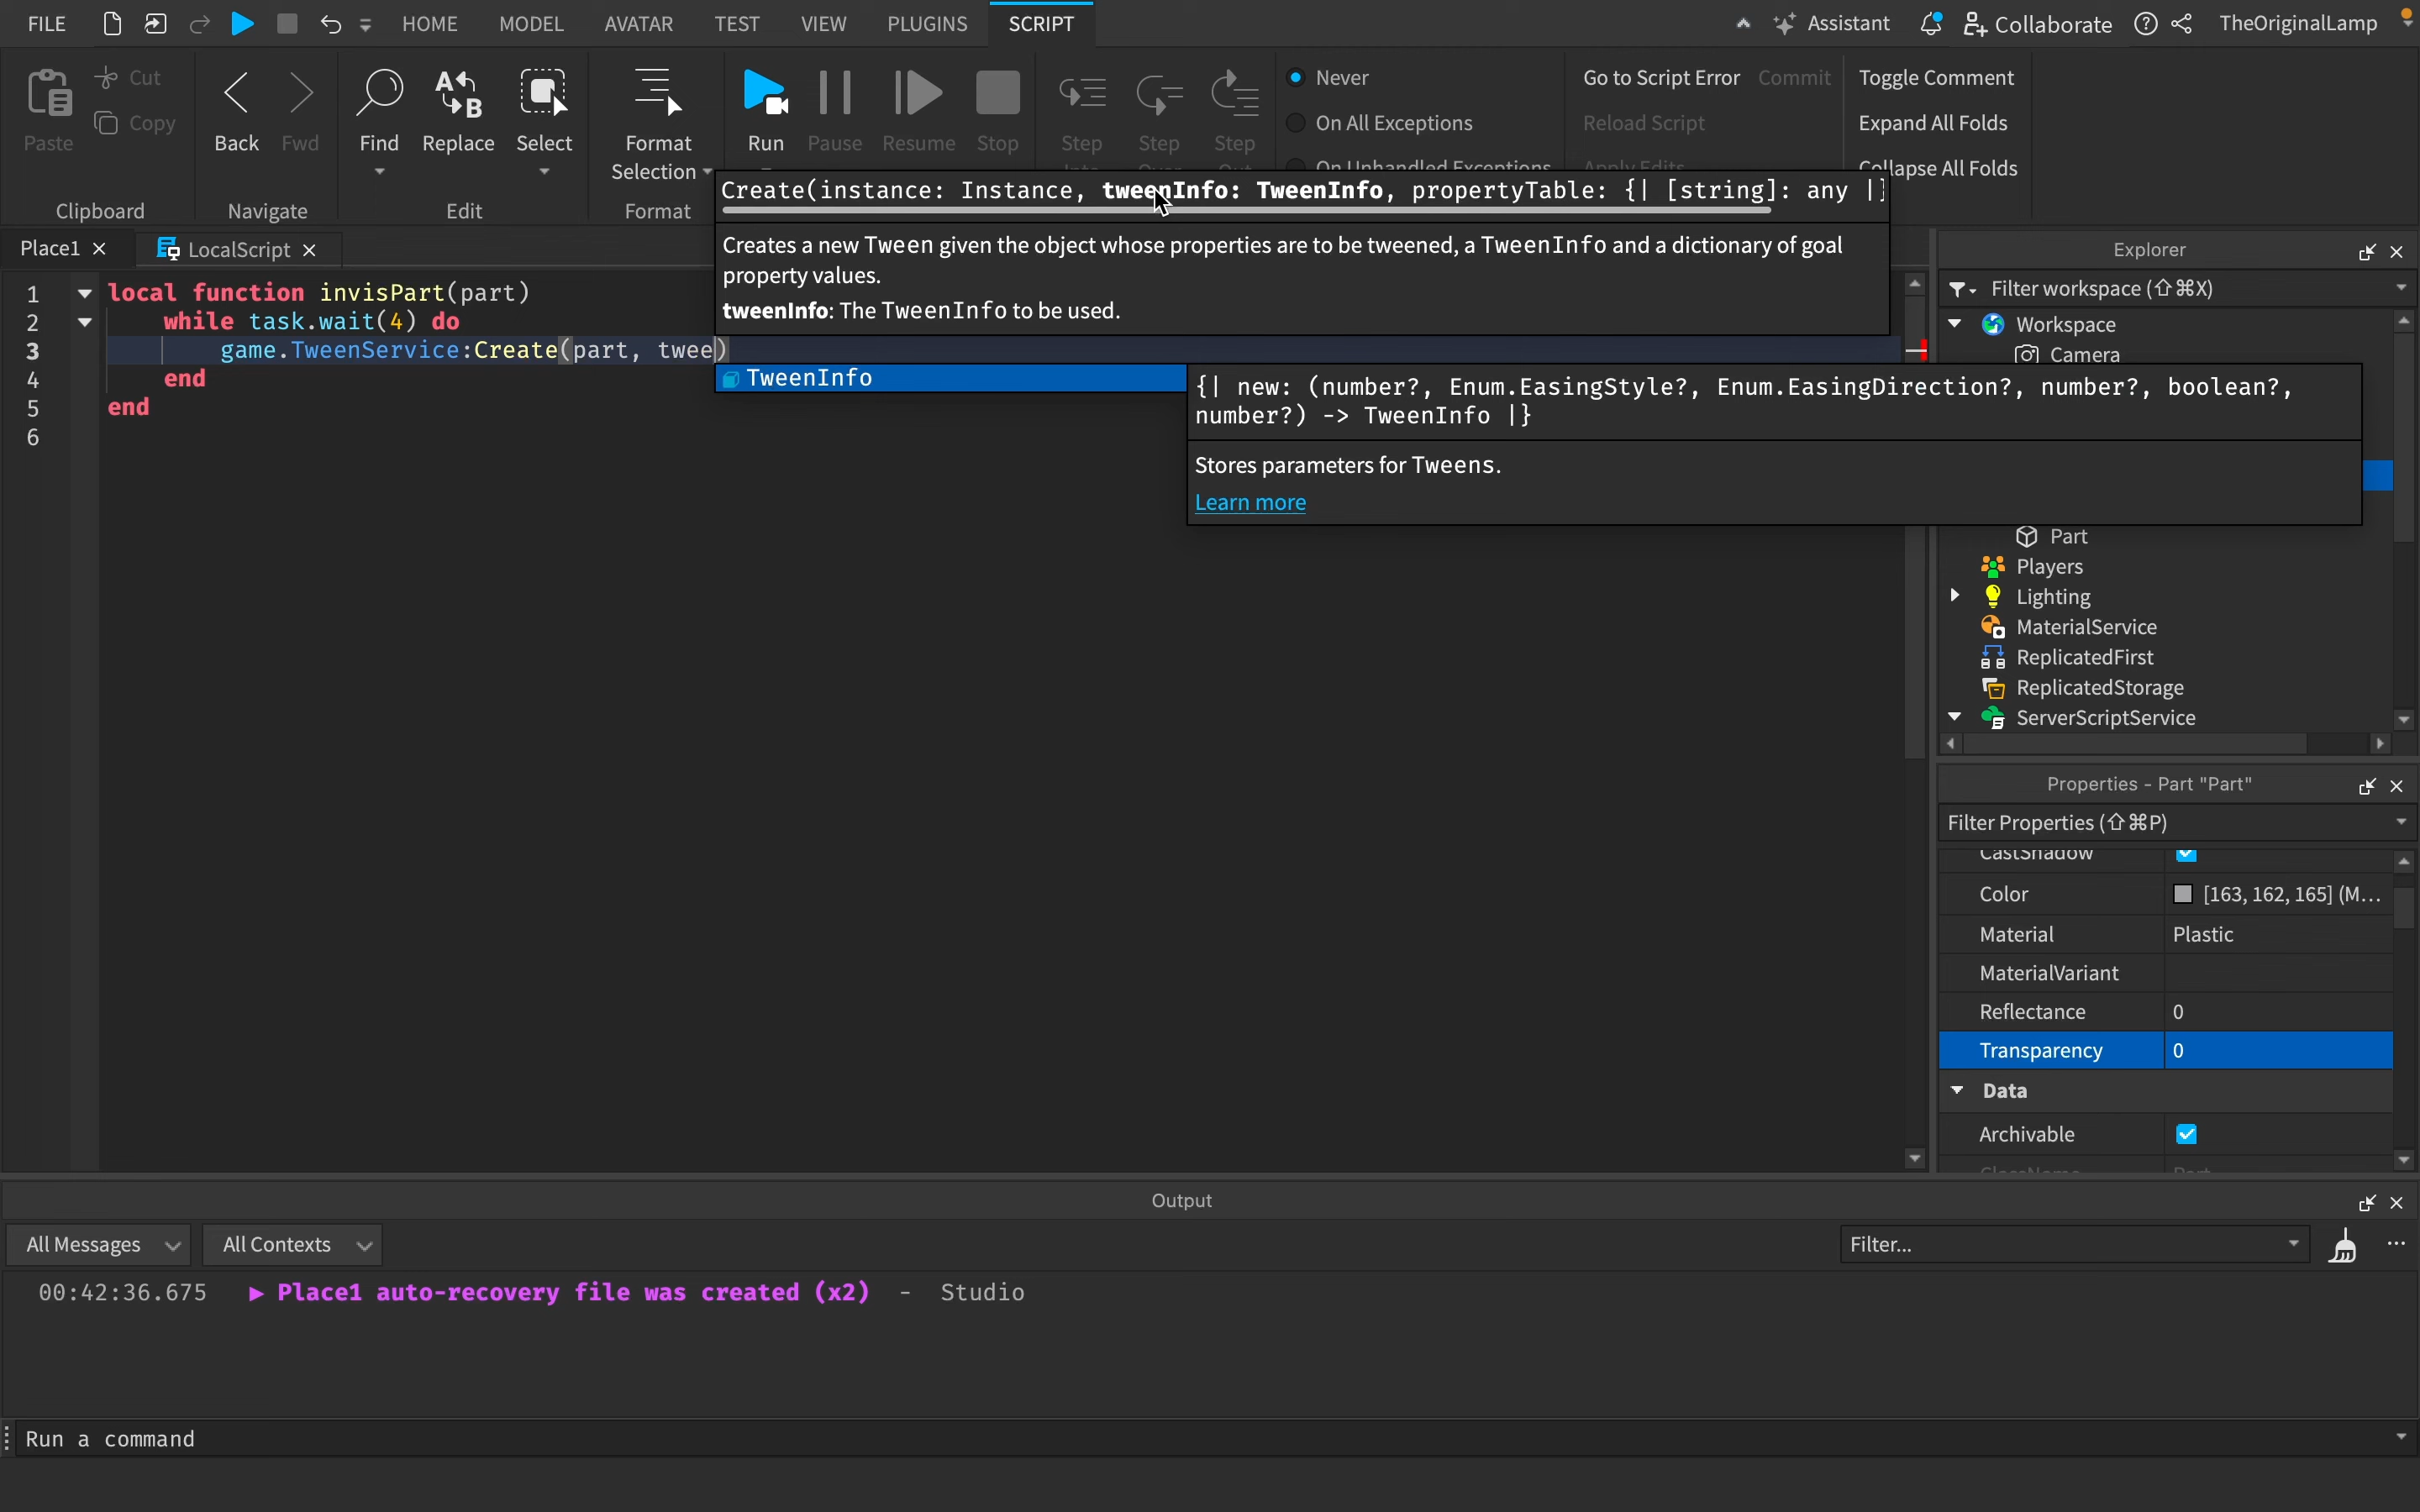 FILE HOME MODEL AVATAR TEST VIEW PLUGINS SCRIPT Assistant Collaborate TheOriginalLamp
Paste Cut Copy
Clipboard
Back Fwd
Navigate
Find Replace Select
Edit
Format
Selection
Format
Run Pause Resume Stop
Step Step Step
Never
On All Exceptions
On Unhandled Exceptions
Go to Script Error Commit
Reload Script
Apply Edits
Toggle Comment
Expand All Folds
Collapse All Folds
Create(instance: Instance, tweenInfo: TweenInfo, propertyTable: {| [string]: any |}
Creates a new Tween given the object whose properties are to be tweened, a TweenInfo and a dictionary of goal
property values.
tweenInfo: The TweenInfo to be used.
Place1 LocalScript
1 local function invisPart(part)
2 while task.wait(4) do
3 game.TweenService:Create(part, twee)
4 end
5 end
6
TweenInfo
{| new: (number?, Enum.EasingStyle?, Enum.EasingDirection?, number?, boolean?,
number?) -> TweenInfo |}
Stores parameters for Tweens.
Learn more
Explorer
Filter workspace (⇧⌘X)
Workspace
Camera
Part
Players
Lighting
MaterialService
ReplicatedFirst
ReplicatedStorage
ServerScriptService
Properties - Part "Part"
Filter Properties (⇧⌘P)
CastShadow
Color [163, 162, 165] (M...
Material Plastic
MaterialVariant
Reflectance 0
Transparency 0
Data
Archivable
ClassName Part
Output
All Messages All Contexts Filter...
00:42:36.675 ▶ Place1 auto-recovery file was created (x2) - Studio
Run a command